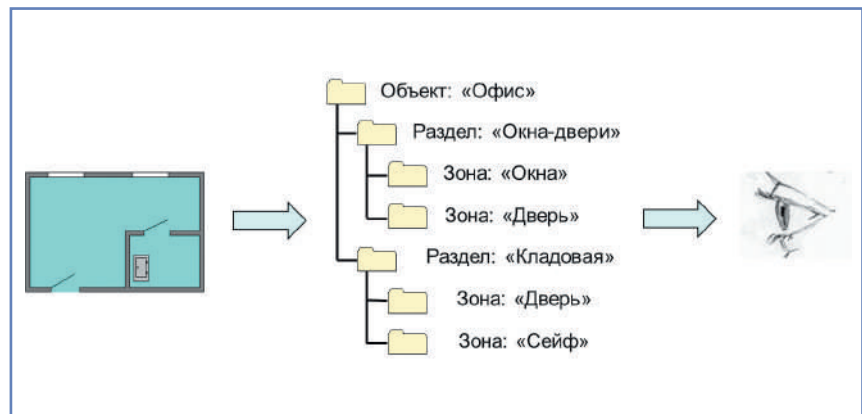 Объект: «Офис»
Раздел: «Окна-двери»
Зона: «Окна»
Зона: «Дверь»
Раздел: «Кладовая»
Зона: «Дверь»
Зона: «Сейф»